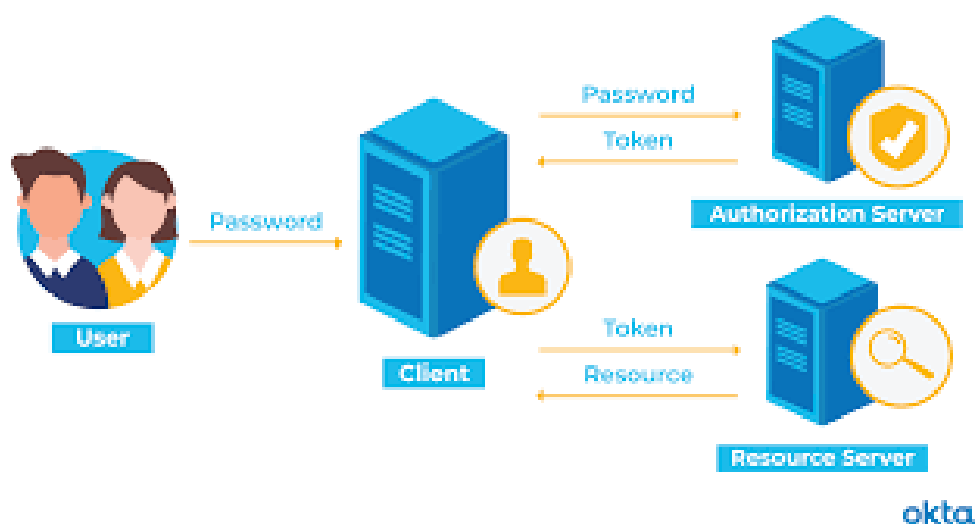 Password
Token
Authorization Server
Password
User
Client
Token
Resource
Resource Server
okta